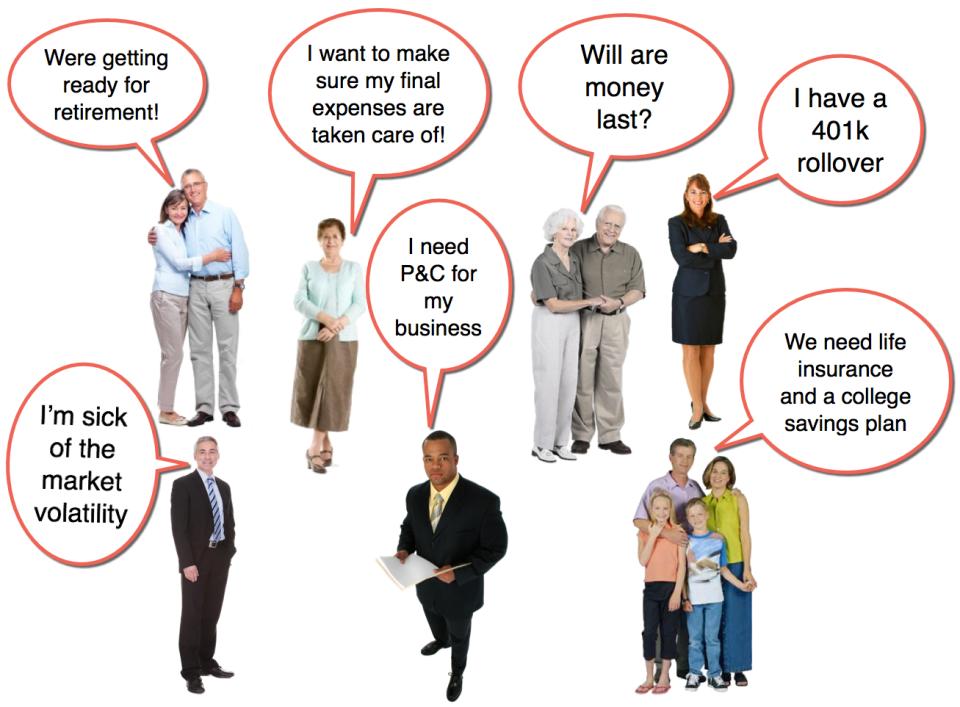 Were getting
ready for
retirement!
I want to make
sure my final
expenses are
taken care of!
Will are
money
last?
I have a
401k
rollover
I need
P&C for
my
business
We need life
insurance
and a college
savings plan
I'm sick
of the
market
volatility